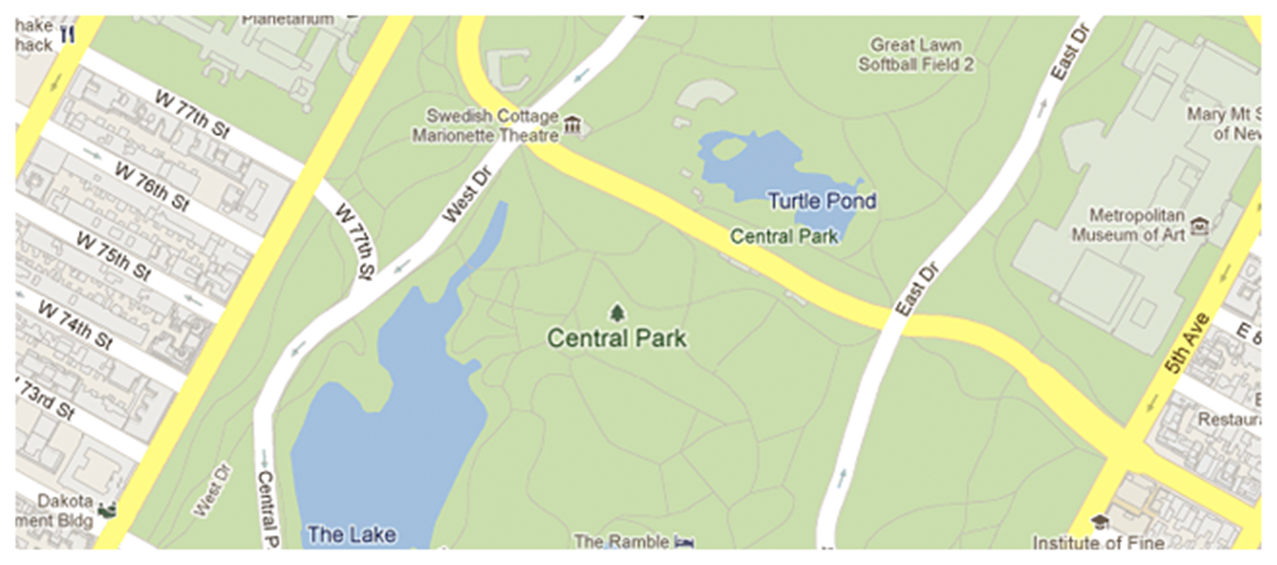 hake
hack
Planetarium
W 77th St
W 76th St
W 75th St
W 74th St
73rd St
Dakota
ment Bldg
W 77th St
West Dr
Swedish Cottage
Marionette Theatre
Great Lawn
Softball Field 2
East Dr
Mary Mt S
of New
Turtle Pond
Central Park
Metropolitan
Museum of Art
East Dr
Central Park
5th Ave
E 8
E
Restaura
West Dr
Central P
The Lake
The Ramble
Institute of Fine